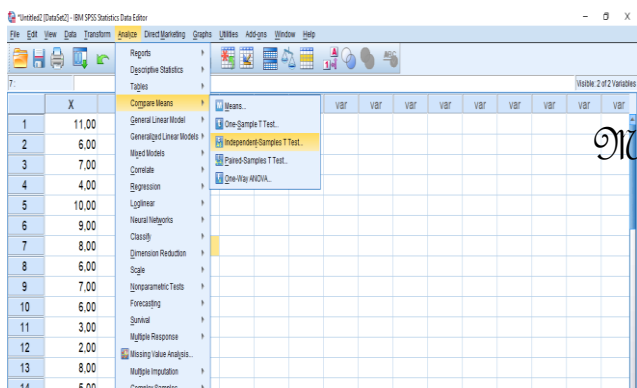 *Untitled2 [DataSet2] - IBM SPSS Statistics Data Editor
File Edit View Data Transform Analyze Direct Marketing Graphs Utilities Add-ons Window Help
7 :
Visible: 2 of 2 Variables
X var var var var var var var var
1 11,00
2 6,00
3 7,00
4 4,00
5 10,00
6 9,00
7 8,00
8 6,00
9 7,00
10 6,00
11 3,00
12 2,00
13 8,00
14 5,00
Reports
Descriptive Statistics
Tables
Compare Means
General Linear Model
Generalized Linear Models
Mixed Models
Correlate
Regression
Loglinear
Neural Networks
Classify
Dimension Reduction
Scale
Nonparametric Tests
Forecasting
Survival
Multiple Response
Missing Value Analysis...
Multiple Imputation
Complex Samples
Means...
One-Sample T Test...
Independent-Samples T Test...
Paired-Samples T Test...
One-Way ANOVA...